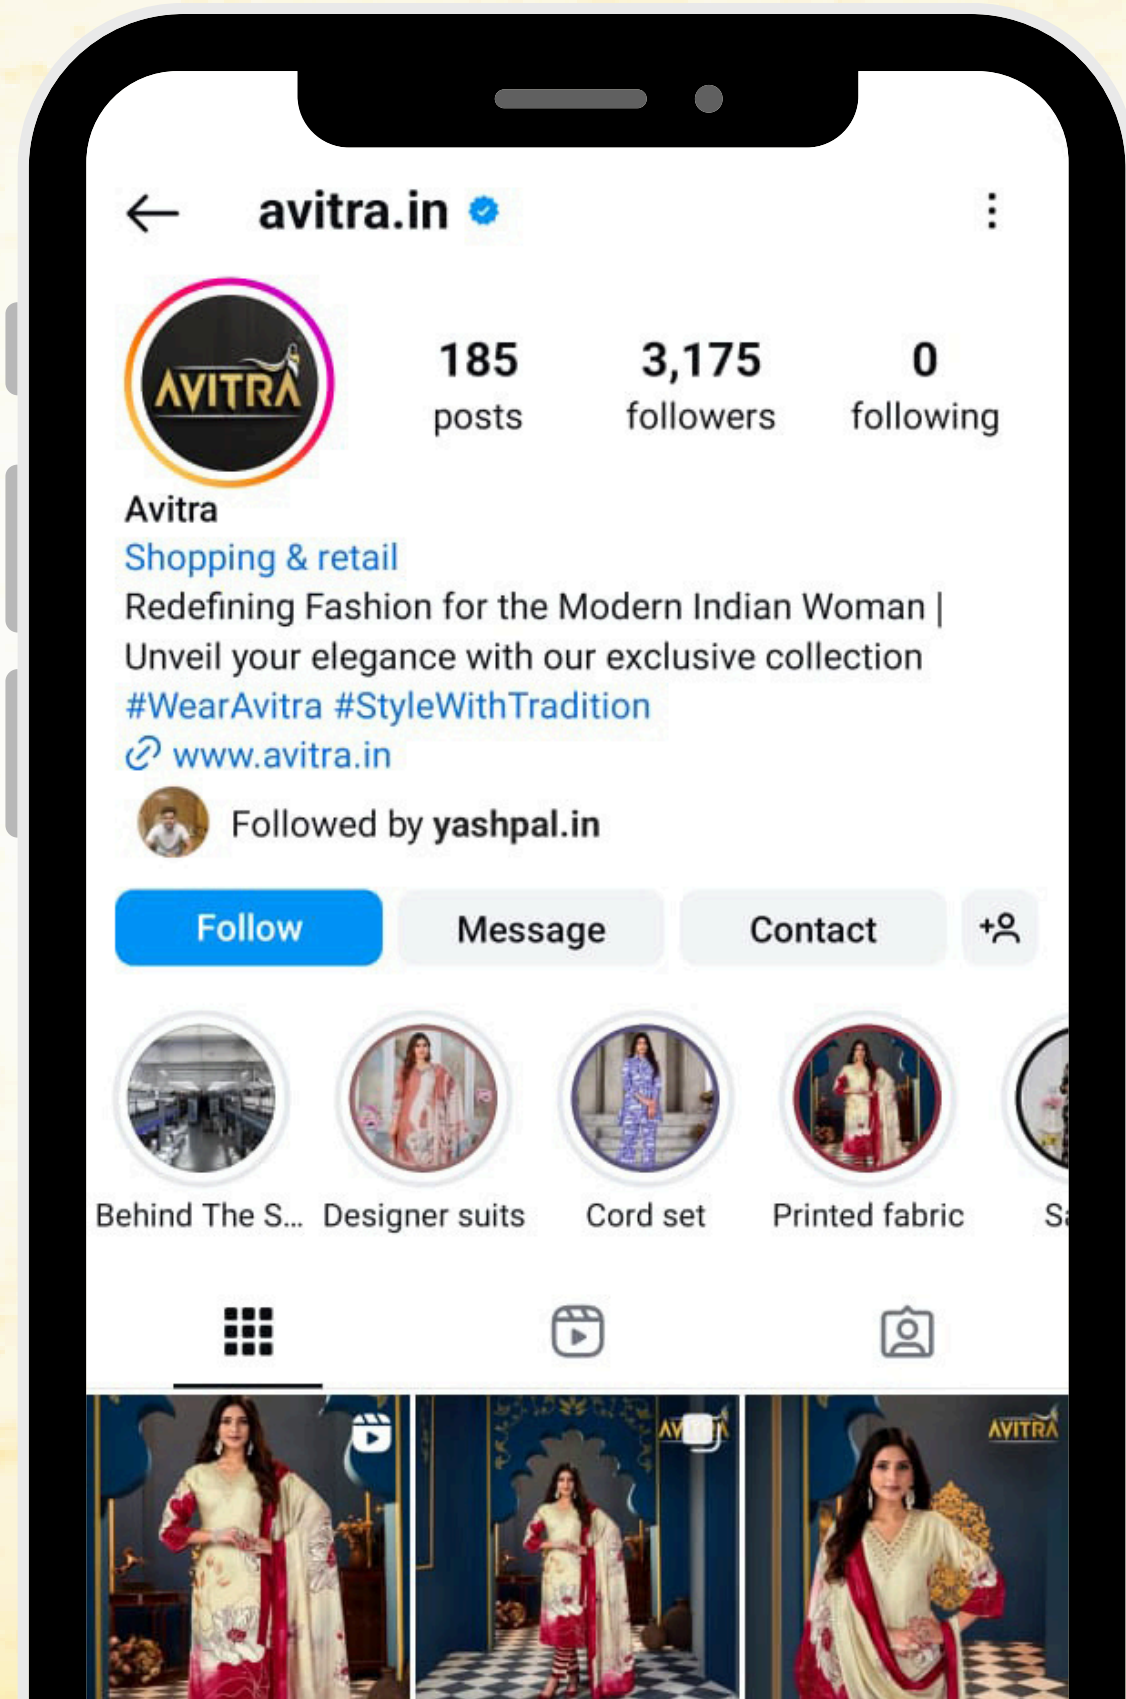 avitra.in
AVITRA
185 3,175 0
posts followers following
Avitra
Shopping & retail
Redefining Fashion for the Modern Indian Woman |
Unveil your elegance with our exclusive collection
#WearAvitra #StyleWithTradition
www.avitra.in
Followed by yashpal.in
Follow Message Contact
Behind The S... Designer suits Cord set Printed fabric
AVITRA